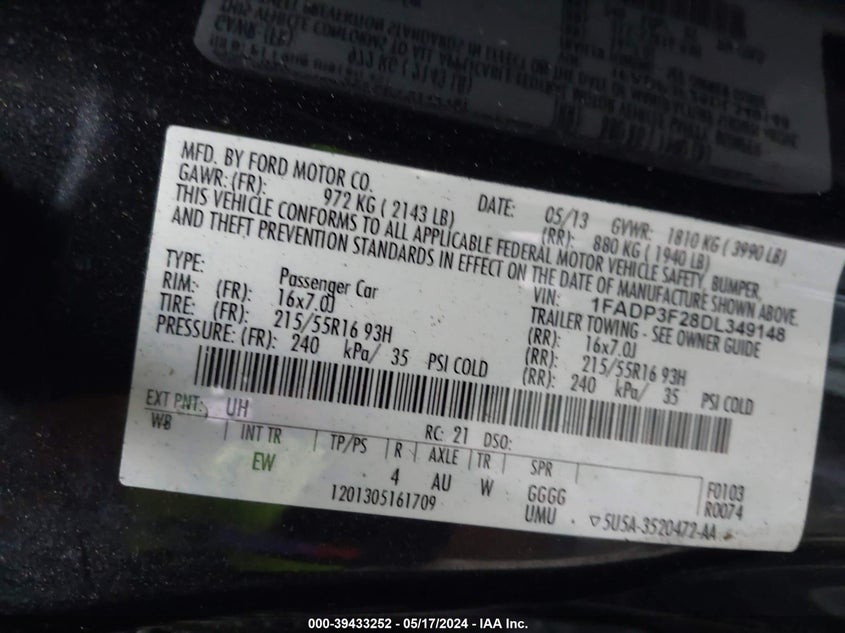 MFD. BY FORD MOTOR CO.
DATE: 05/13 GVWR: 1810 KG ( 3990 LB)
GAWR: (FR): 972 KG ( 2143 LB) (RR): 880 KG ( 1940 LB)
THIS VEHICLE CONFORMS TO ALL APPLICABLE FEDERAL MOTOR VEHICLE SAFETY, BUMPER,
AND THEFT PREVENTION STANDARDS IN EFFECT ON THE DATE OF MANUFACTURE SHOWN ABOVE.
VIN: 1FADP3F28DL349148
TYPE: Passenger Car TRAILER TOWING - SEE OWNER GUIDE
RIM: (FR): 16x7.0J (RR): 16x7.0J
TIRE: (FR): 215/55R16 93H (RR): 215/55R16 93H
PRESSURE: (FR): 240 kPa/ 35 PSI COLD (RR): 240 kPa/ 35 PSI COLD
EXT PNT: UH RC: 21 DSO:
WB INT TR TP/PS R AXLE TR SPR F0103
EW 4 AU W GGGG R0074
1201305161709 UMU ▽5U5A-3520472-AA
000-39433252 - 05/17/2024 - IAA Inc.